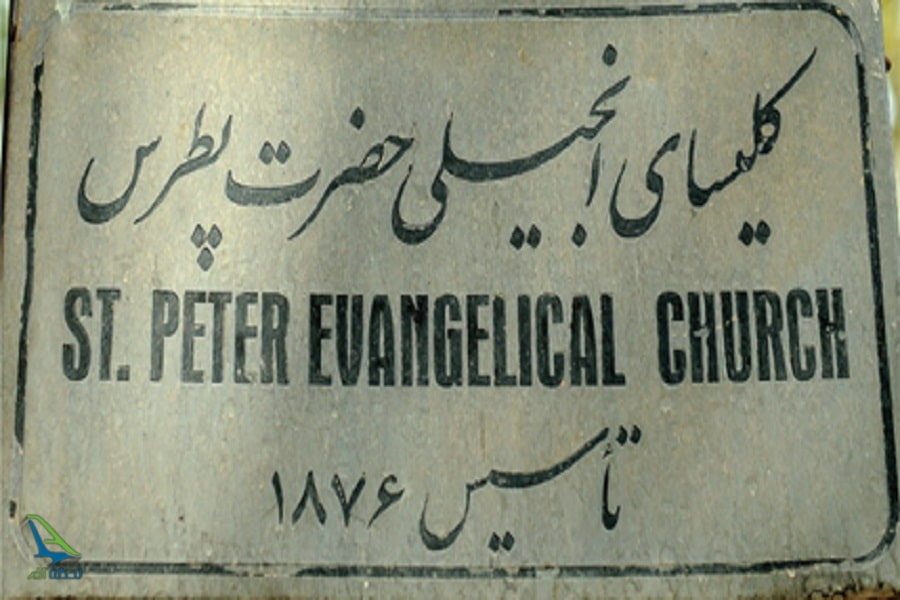 کلیسای انجیلی حضرت پطرس
ST. PETER EVANGELICAL CHURCH
تأسیس ۱۸۷۶